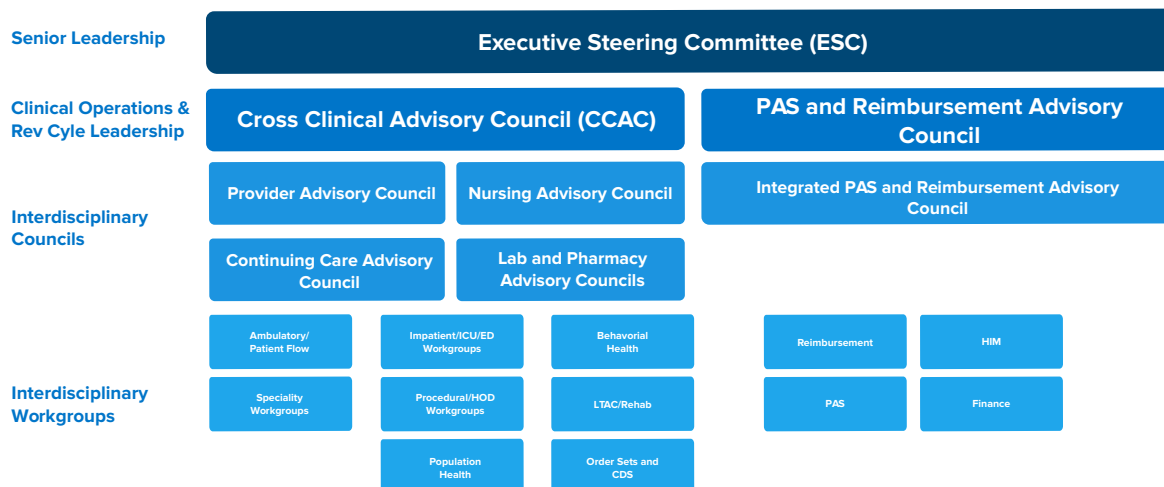 Senior Leadership
Executive Steering Committee (ESC)
Clinical Operations &
Rev Cyle Leadership
Cross Clinical Advisory Council (CCAC)
PAS and Reimbursement Advisory
Council
Interdisciplinary
Councils
Provider Advisory Council
Nursing Advisory Council
Integrated PAS and Reimbursement Advisory
Council
Continuing Care Advisory
Council
Lab and Pharmacy
Advisory Councils
Interdisciplinary
Workgroups
Ambulatory/
Patient Flow
Impatient/ICU/ED
Workgroups
Behavorial
Health
Reimbursement
HIM
Speciality
Workgroups
Procedural/HOD
Workgroups
LTAC/Rehab
PAS
Finance
Population
Health
Order Sets and
CDS